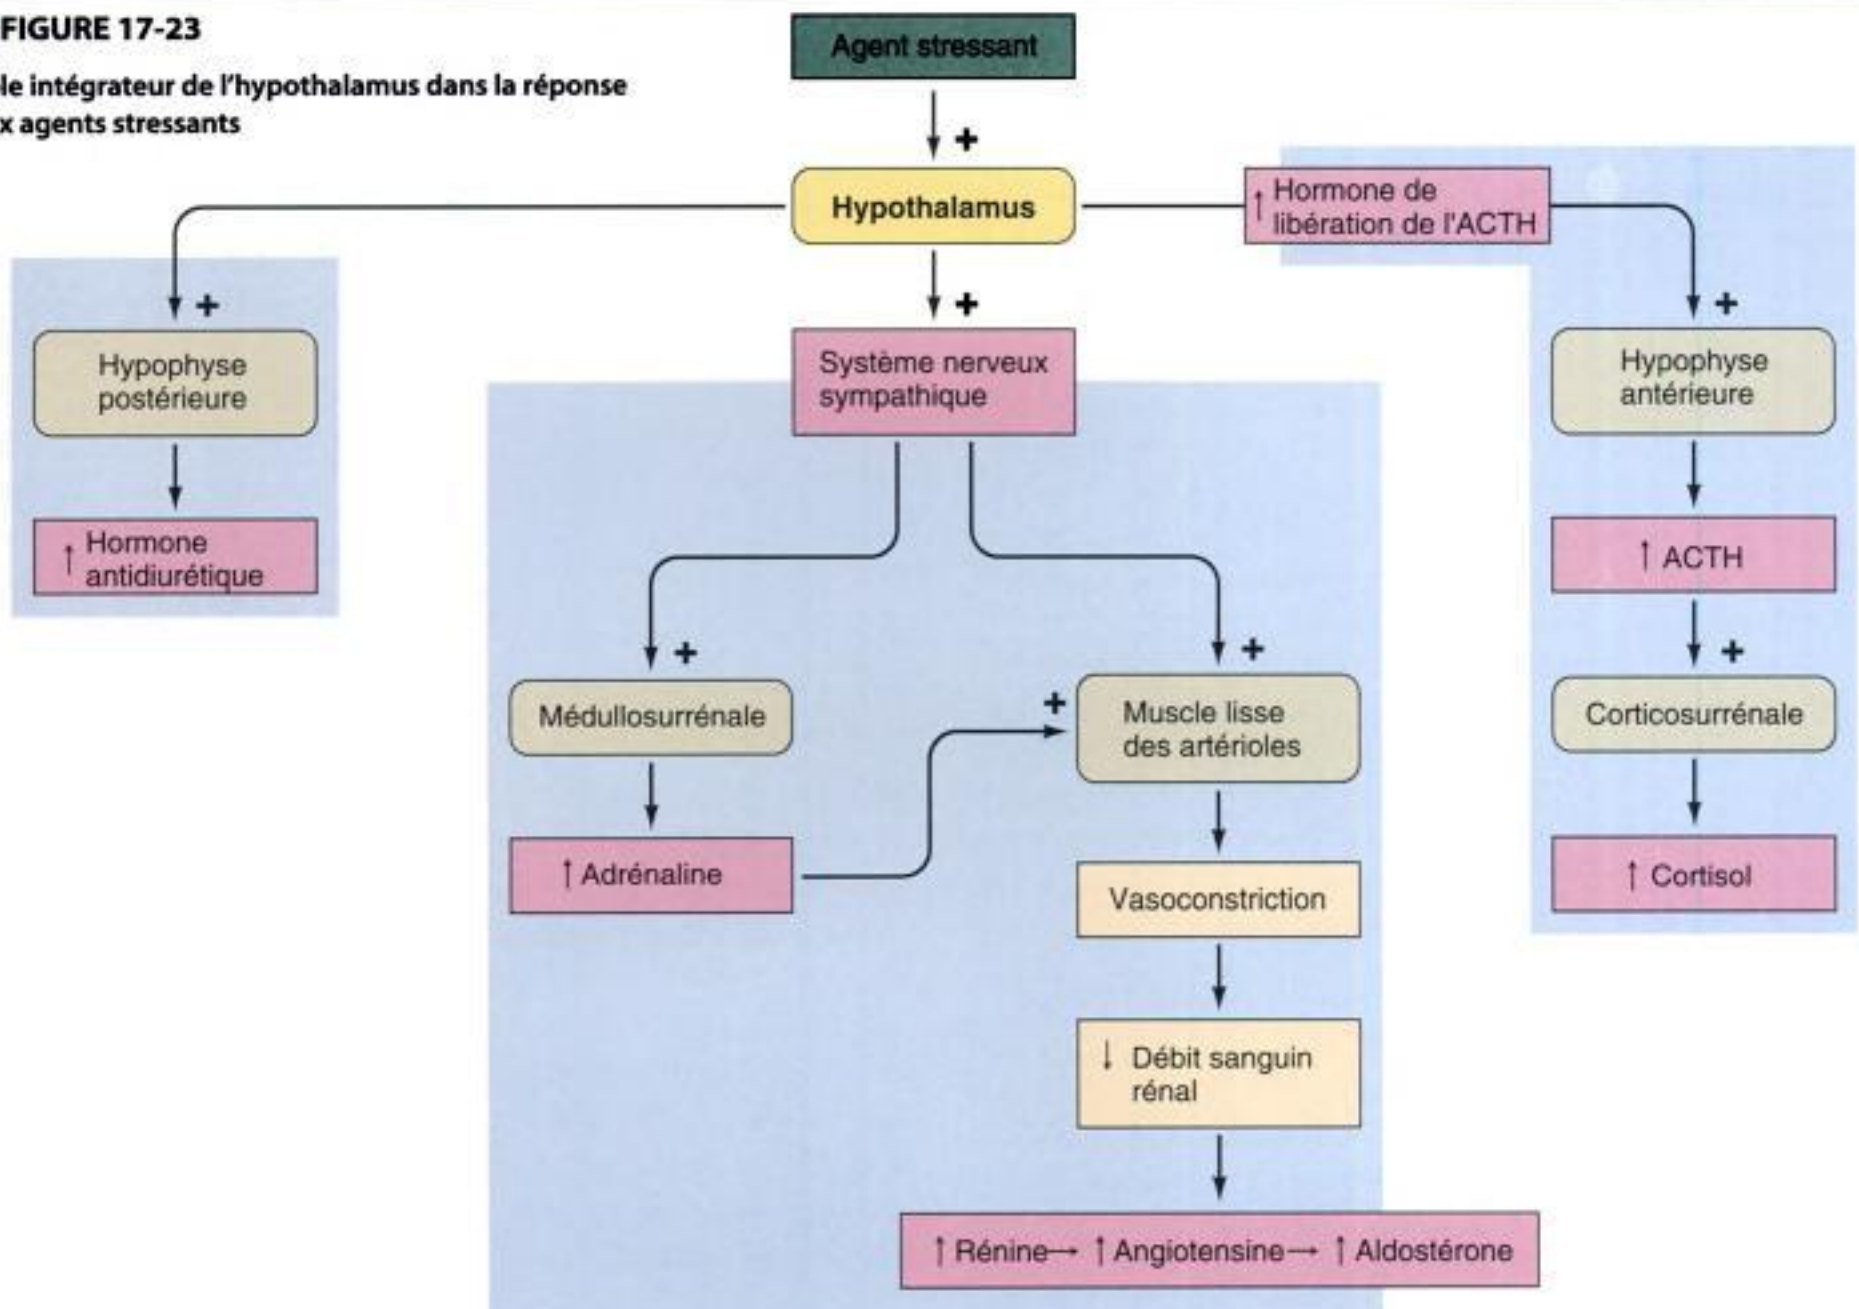 FIGURE 17-23
le intégrateur de l'hypothalamus dans la réponse
x agents stressants
Agent stressant
+
Hypothalamus
↑ Hormone de
libération de l'ACTH
+
+
+
Hypophyse
postérieure
Système nerveux
sympathique
Hypophyse
antérieure
↑ Hormone
antidiurétique
↑ ACTH
+
+
+
+
Médullosurrénale
Muscle lisse
des artérioles
Corticosurrénale
↑ Adrénaline
Vasoconstriction
↑ Cortisol
↓ Débit sanguin
rénal
↑ Rénine → ↑ Angiotensine → ↑ Aldostérone